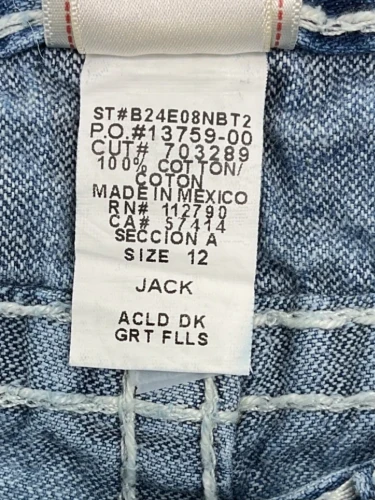 ST#B24E08NBT2
P.O.#13759-00
CUT# 703289
100% COTTON/
COTON
MADE IN MEXICO
RN# 112790
CA# 57414
SECCION A
SIZE 12
JACK
ACLD DK
GRT FLLS